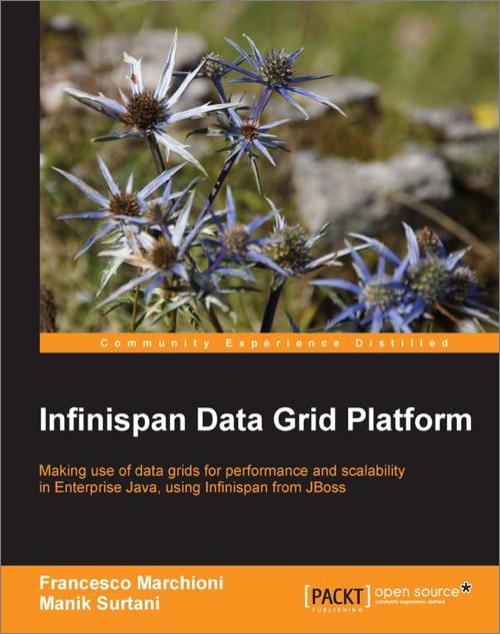 Community Experience Distilled
Infinispan Data Grid Platform
Making use of data grids for performance and scalability
in Enterprise Java, using Infinispan from JBoss
Francesco Marchioni
Manik Surtani
[PACKT] open source*
PUBLISHING community experience distilled